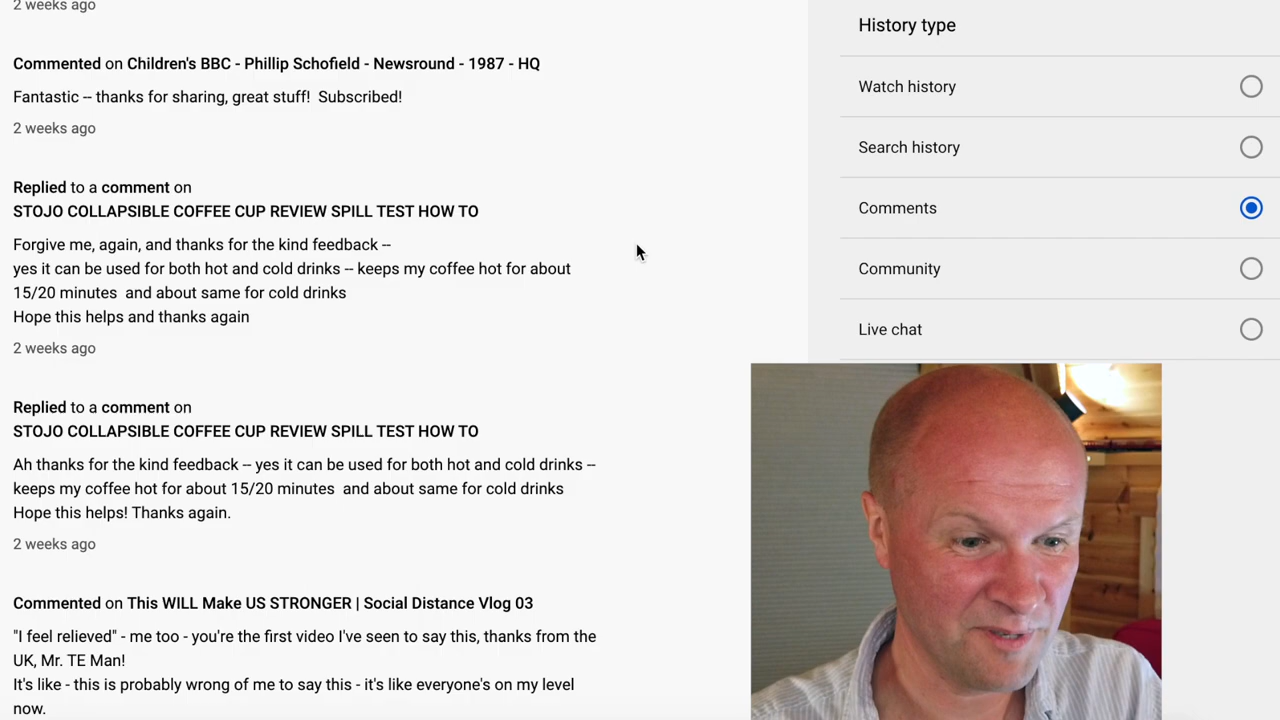 2 weeks ago
Commented on Children's BBC - Phillip Schofield - Newsround - 1987 - HQ
Fantastic -- thanks for sharing, great stuff!  Subscribed!
2 weeks ago
Replied to a comment on
STOJO COLLAPSIBLE COFFEE CUP REVIEW SPILL TEST HOW TO
Forgive me, again, and thanks for the kind feedback --
yes it can be used for both hot and cold drinks -- keeps my coffee hot for about
15/20 minutes  and about same for cold drinks
Hope this helps and thanks again
2 weeks ago
Replied to a comment on
STOJO COLLAPSIBLE COFFEE CUP REVIEW SPILL TEST HOW TO
Ah thanks for the kind feedback -- yes it can be used for both hot and cold drinks --
keeps my coffee hot for about 15/20 minutes  and about same for cold drinks
Hope this helps! Thanks again.
2 weeks ago
Commented on This WILL Make US STRONGER | Social Distance Vlog 03
"I feel relieved" - me too - you're the first video I've seen to say this, thanks from the
UK, Mr. TE Man!
It's like - this is probably wrong of me to say this - it's like everyone's on my level
now.
History type
Watch history
Search history
Comments
Community
Live chat